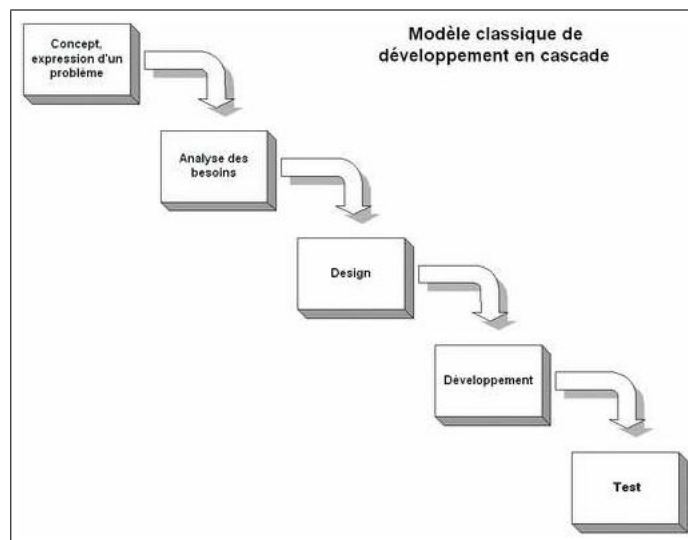 Modèle classique de
développement en cascade
Concept,
expression d'un
problème
Analyse des
besoins
Design
Développement
Test